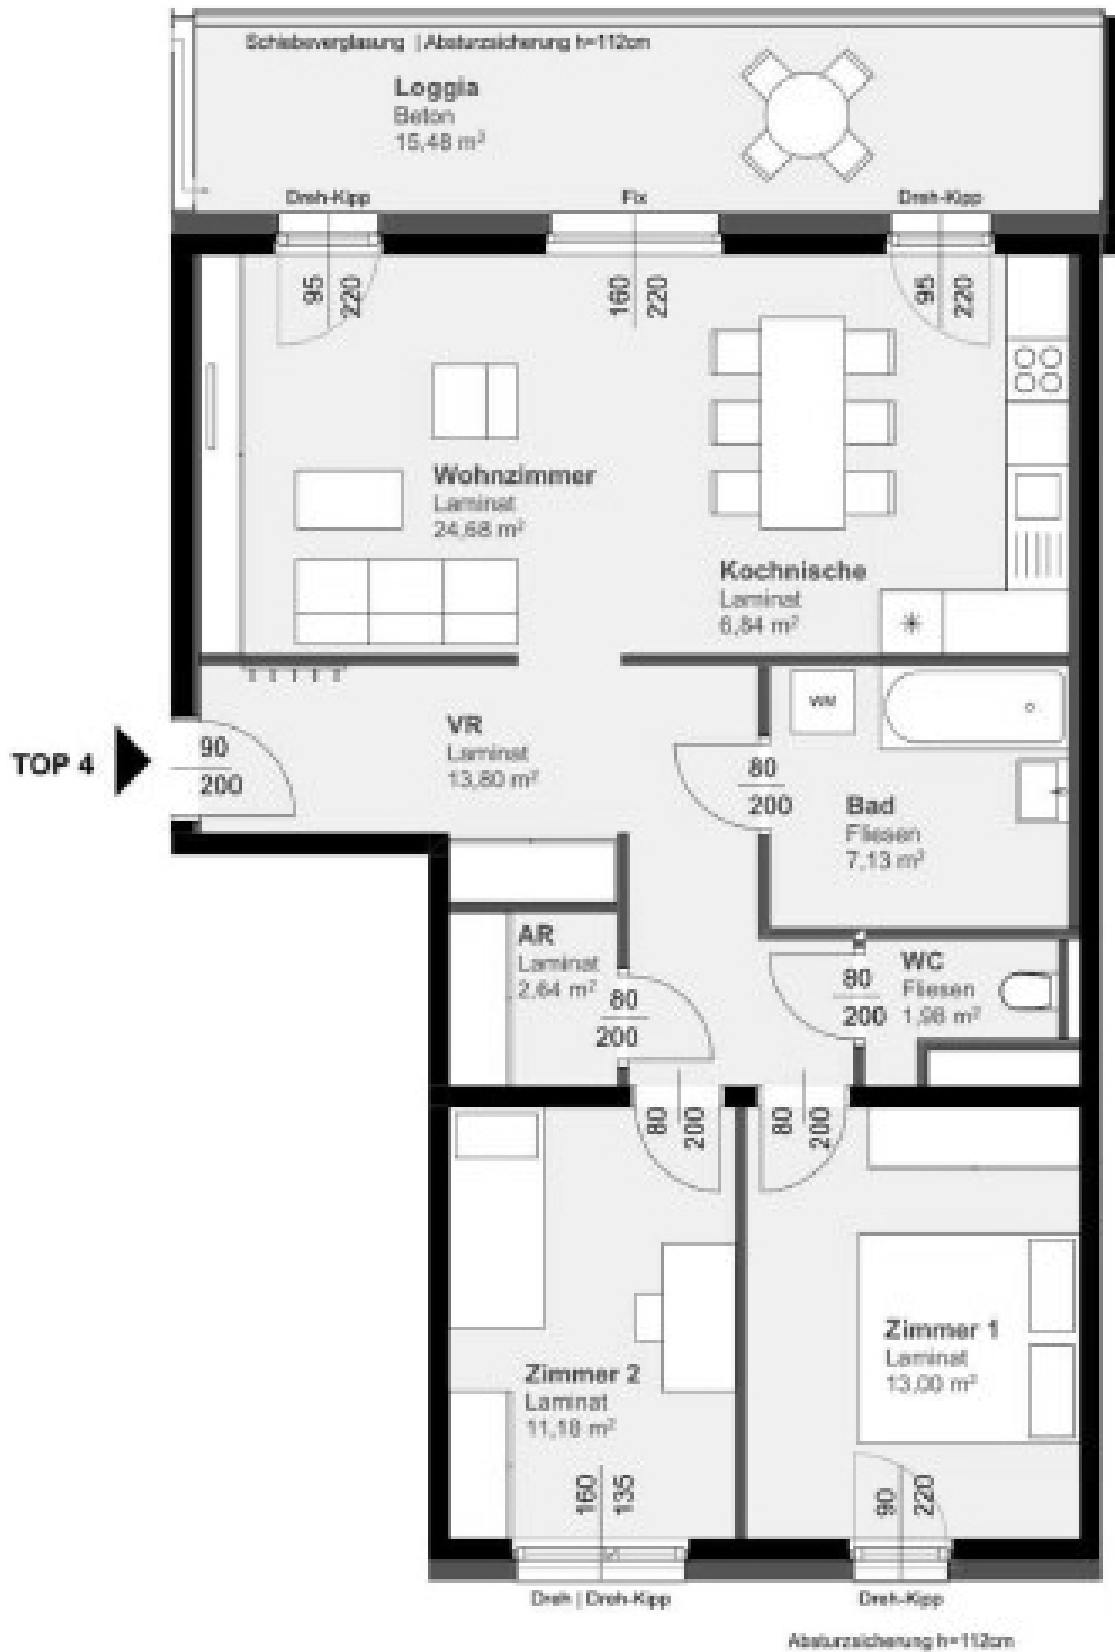 Schiebeverglasung | Absturzsicherung h=112cm
Loggia
Beton
15,48 m²
Dreh-Kipp
Fix
Dreh-Kipp
95
220
160
220
95
220
Wohnzimmer
Laminat
24,68 m²
Kochnische
Laminat
6,84 m²
TOP 4
90
200
VR
Laminat
13,80 m²
WM
80
200
Bad
Fliesen
7,13 m²
AR
Laminat
2,64 m²
80
200
WC
Fliesen
1,98 m²
80
200
80
200
80
200
Zimmer 1
Laminat
13,00 m²
Zimmer 2
Laminat
11,18 m²
160
135
90
220
Dreh | Dreh-Kipp
Dreh-Kipp
Absturzsicherung h=112cm